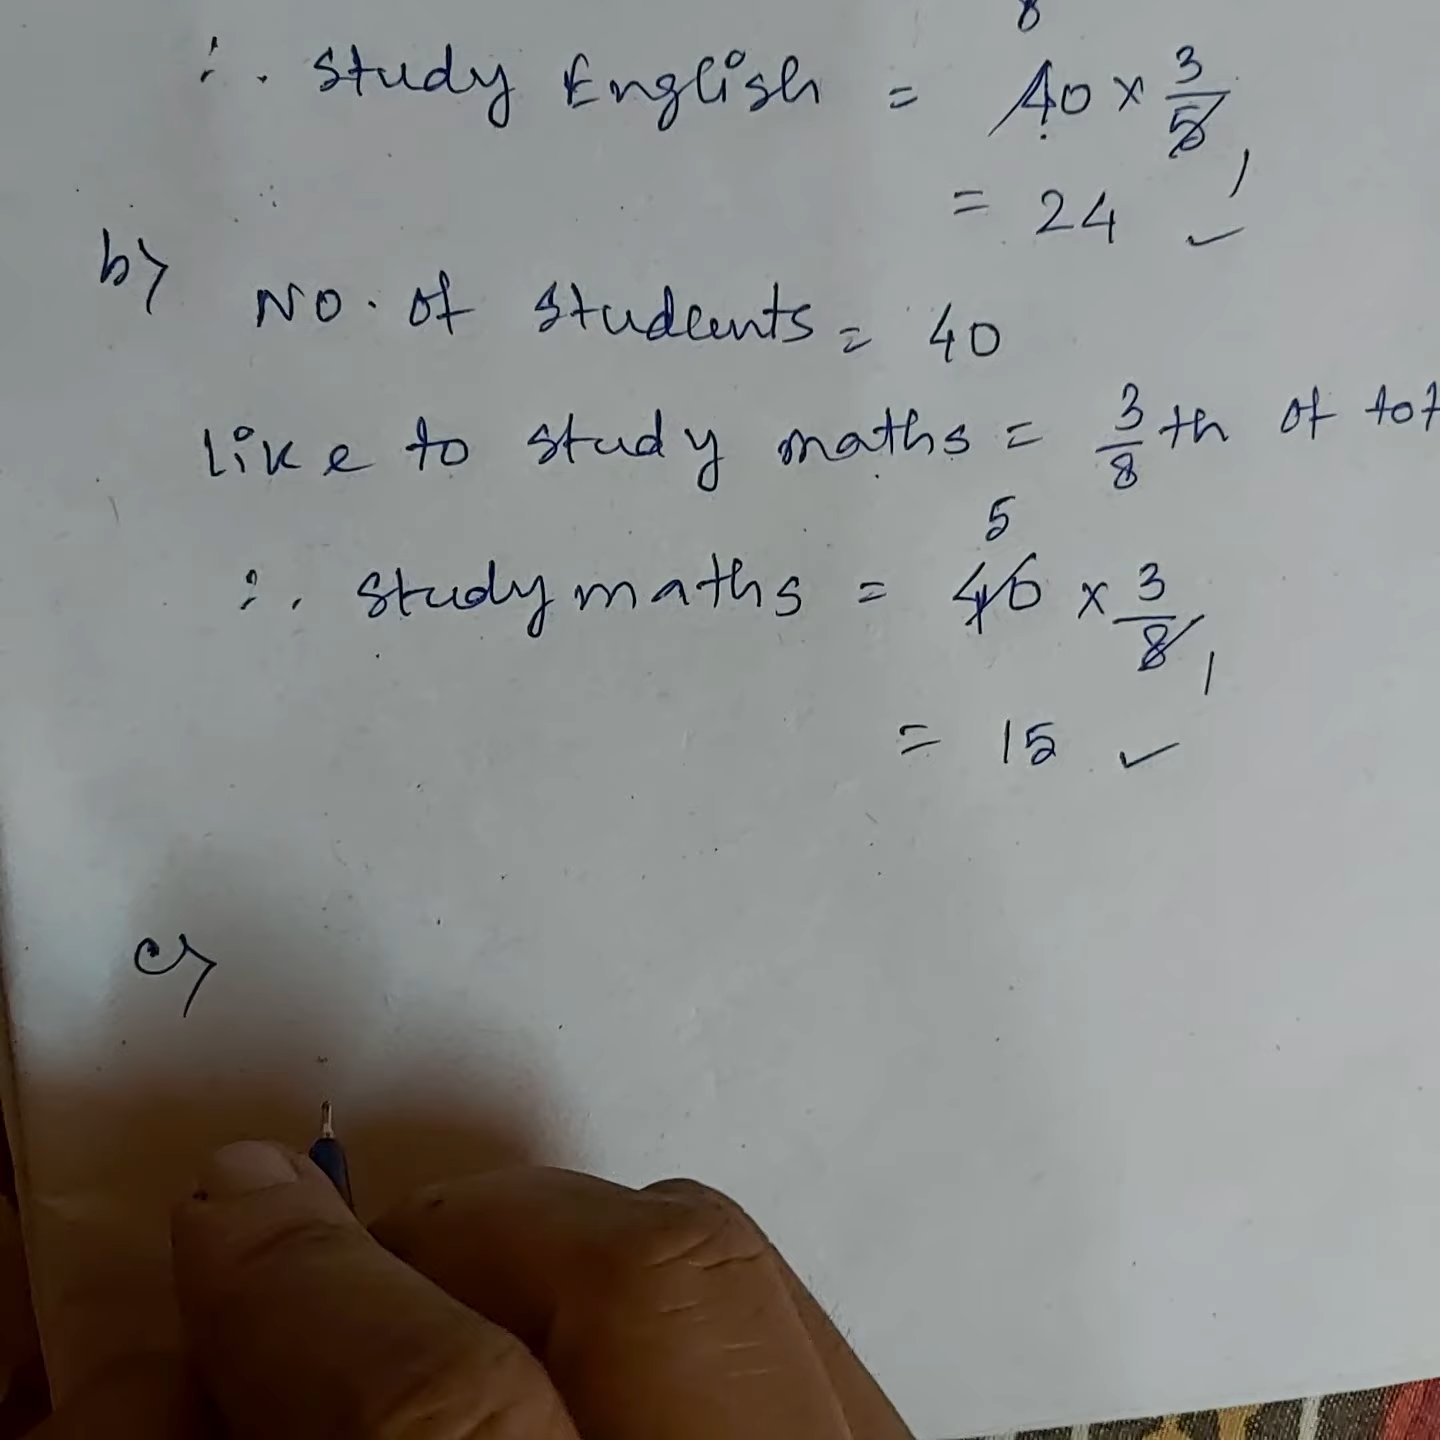 8
∴ study English = 40 × 3/5 1
= 24 ✓
b) No. of students = 40
like to study maths = 3/8 th of tot
5
∴ study maths = 40 × 3/8 1
= 15 ✓
c)